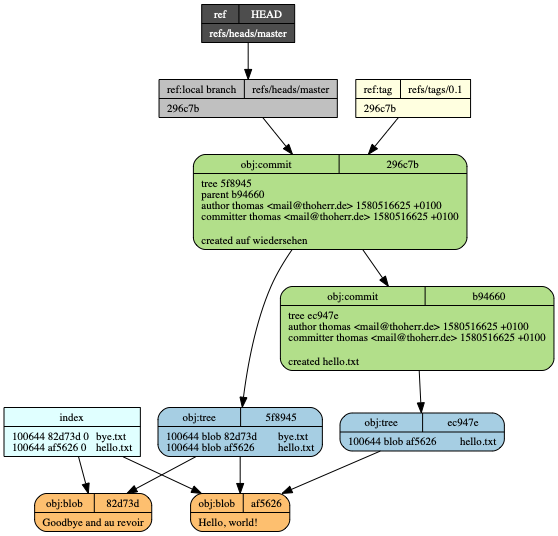 ref HEAD
refs/heads/master
ref:local branch refs/heads/master
296c7b
ref:tag refs/tags/0.1
296c7b
obj:commit 296c7b
tree 5f8945
parent b94660
author thomas <mail@thoherr.de> 1580516625 +0100
committer thomas <mail@thoherr.de> 1580516625 +0100
created auf wiedersehen
obj:commit b94660
tree ec947e
author thomas <mail@thoherr.de> 1580516625 +0100
committer thomas <mail@thoherr.de> 1580516625 +0100
created hello.txt
index
100644 82d73d 0 bye.txt
100644 af5626 0 hello.txt
obj:tree 5f8945
100644 blob 82d73d bye.txt
100644 blob af5626 hello.txt
obj:tree ec947e
100644 blob af5626 hello.txt
obj:blob 82d73d
Goodbye and au revoir
obj:blob af5626
Hello, world!